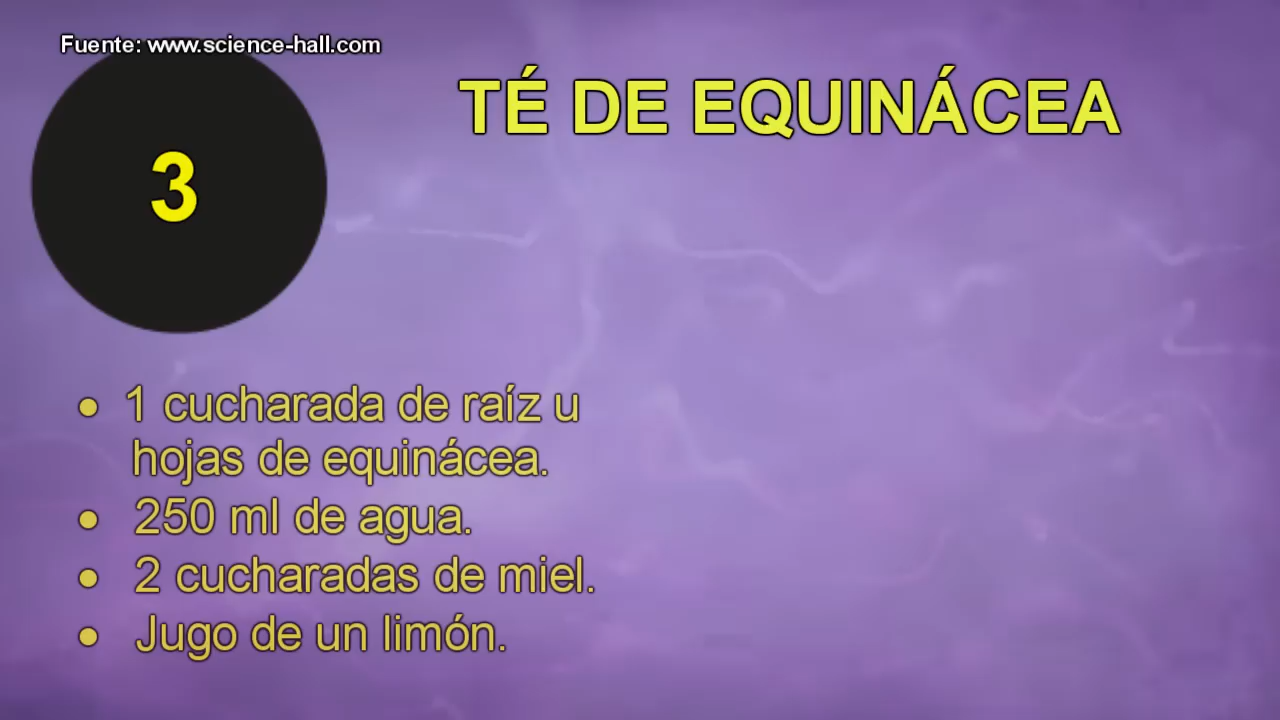 Fuente: www.science-hall.com
TÉ DE EQUINÁCEA
3
• 1 cucharada de raíz u
hojas de equinácea.
• 250 ml de agua.
• 2 cucharadas de miel.
• Jugo de un limón.